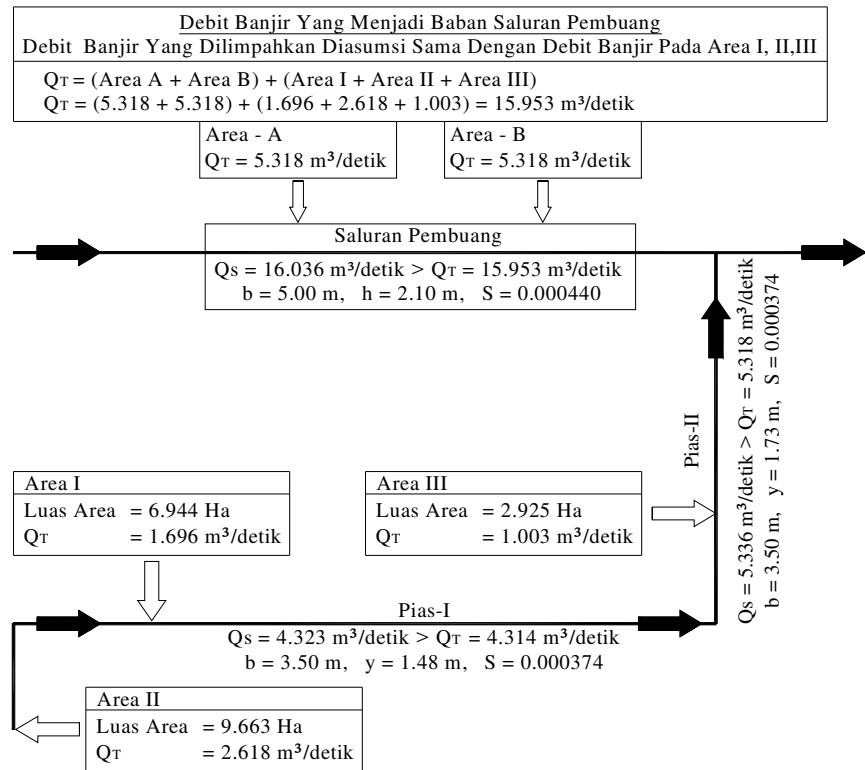 Debit Banjir Yang Menjadi Baban Saluran Pembuang
Debit Banjir Yang Dilimpahkan Diasumsi Sama Dengan Debit Banjir Pada Area I, II,III
QT = (Area A + Area B) + (Area I + Area II + Area III)
QT = (5.318 + 5.318) + (1.696 + 2.618 + 1.003) = 15.953 m³/detik
Area - A
QT = 5.318 m³/detik
Area - B
QT = 5.318 m³/detik
Saluran Pembuang
Qs = 16.036 m³/detik > QT = 15.953 m³/detik
b = 5.00 m, h = 2.10 m, S = 0.000440
Pias-II
Qs = 5.336 m³/detik > QT = 5.318 m³/detik
b = 3.50 m, y = 1.73 m, S = 0.000374
Area I
Luas Area = 6.944 Ha
QT = 1.696 m³/detik
Area III
Luas Area = 2.925 Ha
QT = 1.003 m³/detik
Pias-I
Qs = 4.323 m³/detik > QT = 4.314 m³/detik
b = 3.50 m, y = 1.48 m, S = 0.000374
Area II
Luas Area = 9.663 Ha
QT = 2.618 m³/detik